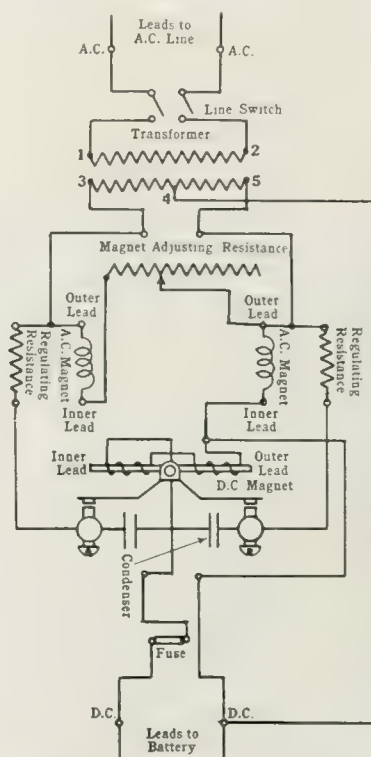 Leads to
A.C. Line
A.C.
A.C.
Line Switch
Transformer
1
2
3
4
5
Magnet Adjusting Resistance
Outer
Lead
Outer
Lead
Regulating
Resistance
A.C. Magnet
A.C. Magnet
Regulating
Resistance
Inner
Lead
Inner
Lead
Inner
Lead
Outer
Lead
D.C Magnet
Condenser
Fuse
D.C.
D.C.
Leads to
Battery